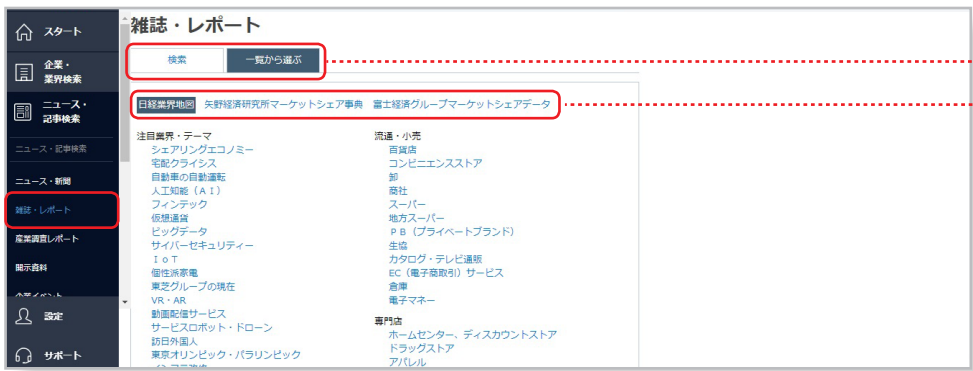 スタート
企業・
業界検索
ニュース・
記事検索
ニュース・記事検索
ニュース・新聞
雑誌・レポート
産業調査レポート
開示資料
設定
サポート
雑誌・レポート
検索
一覧から選ぶ
日経業界地図 矢野経済研究所マーケットシェア事典 富士経済グループマーケットシェアデータ
注目業界・テーマ
シェアリングエコノミー
宅配クライシス
自動車の自動運転
人工知能(AI)
フィンテック
仮想通貨
ビッグデータ
サイバーセキュリティー
IoT
個性派家電
東芝グループの現在
VR・AR
動画配信サービス
サービスロボット・ドローン
訪日外国人
東京オリンピック・パラリンピック
流通・小売
百貨店
コンビニエンスストア
卸
商社
スーパー
地方スーパー
PB(プライベートブランド)
生協
カタログ・テレビ通販
EC(電子商取引)サービス
倉庫
電子マネー
専門店
ホームセンター、ディスカウントストア
ドラッグストア
アパレル